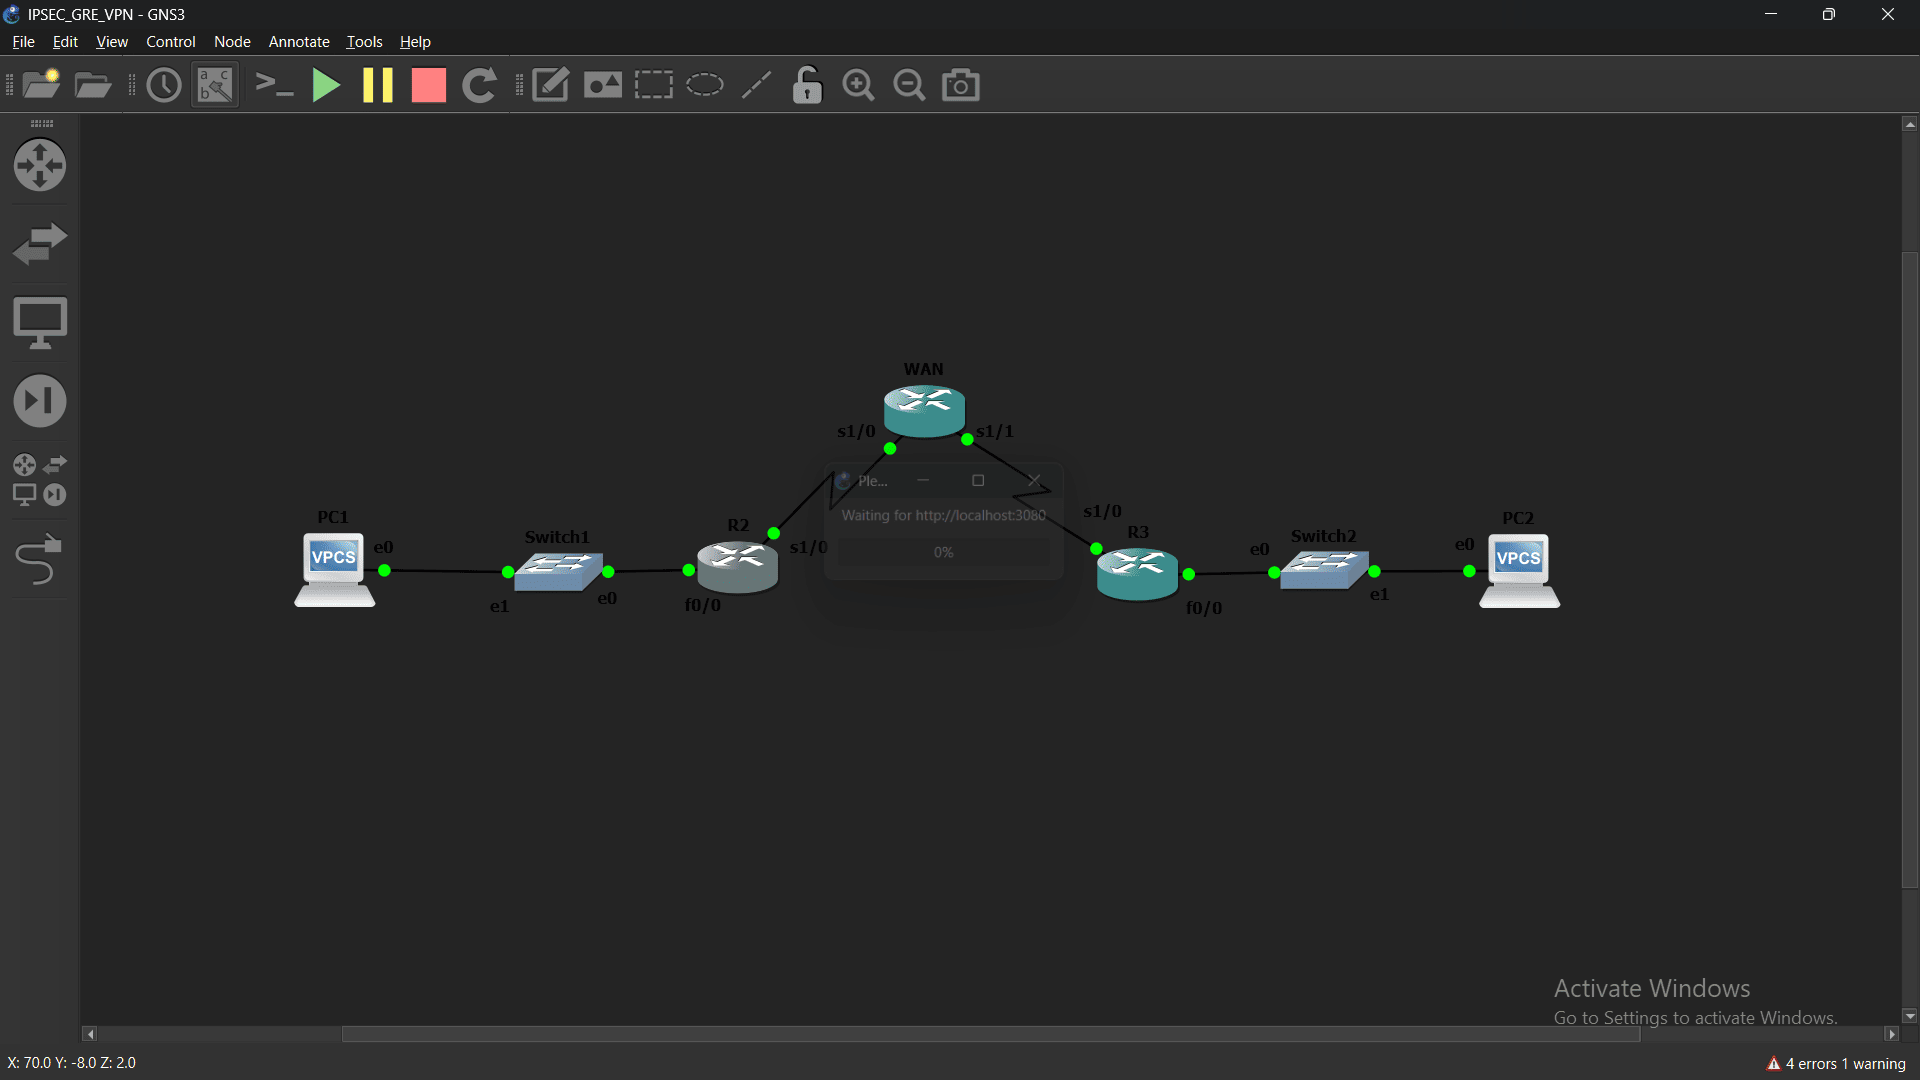 IPSEC_GRE_VPN - GNS3
File Edit View Control Node Annotate Tools Help
WAN
s1/0
s1/1
Ple...
Waiting for http://localhost:3080
0%
PC1
VPCS
e0
Switch1
e1
e0
R2
s1/0
f0/0
s1/0
R3
f0/0
Switch2
e0
e1
PC2
e0
VPCS
Activate Windows
Go to Settings to activate Windows.
X: 70.0 Y: -8.0 Z: 2.0
4 errors 1 warning